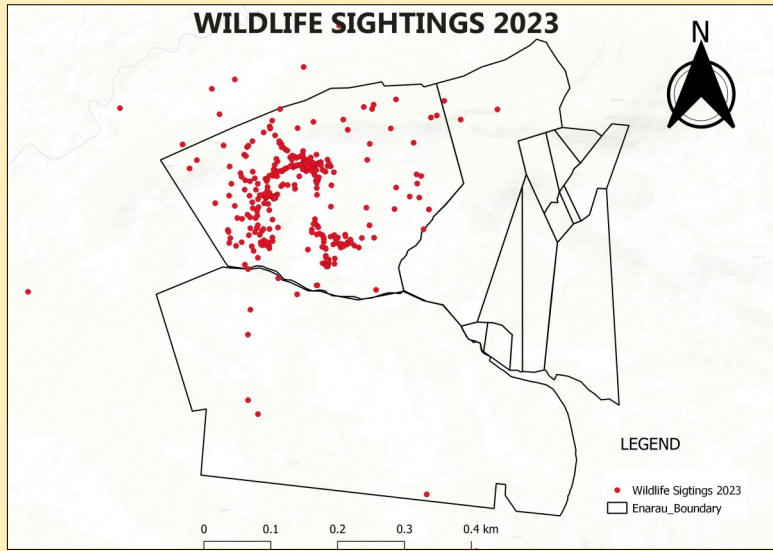 WILDLIFE SIGHTINGS 2023
N
LEGEND
Wildlife Sigtings 2023
Enarau_Boundary
0 0.1 0.2 0.3 0.4 km